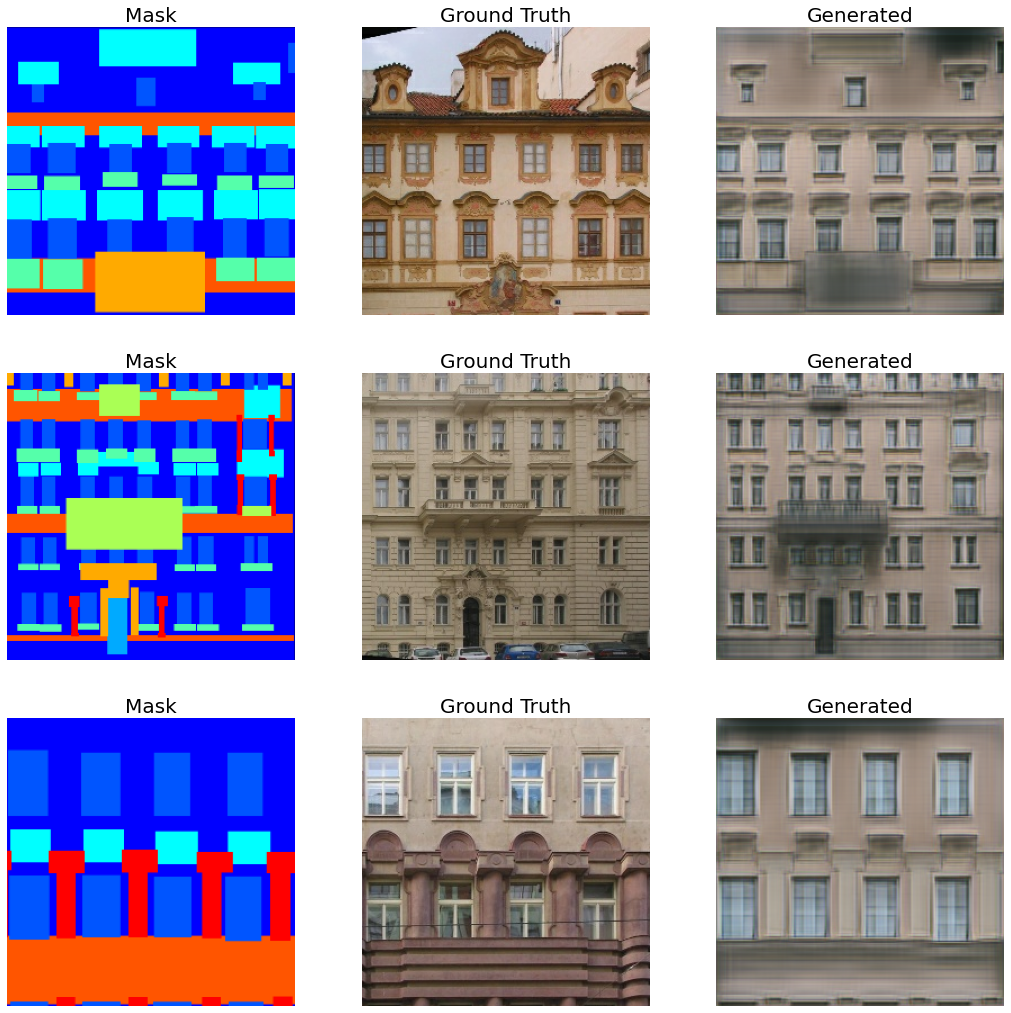 Mask
Ground Truth
Generated
Mask
Ground Truth
Generated
Mask
Ground Truth
Generated